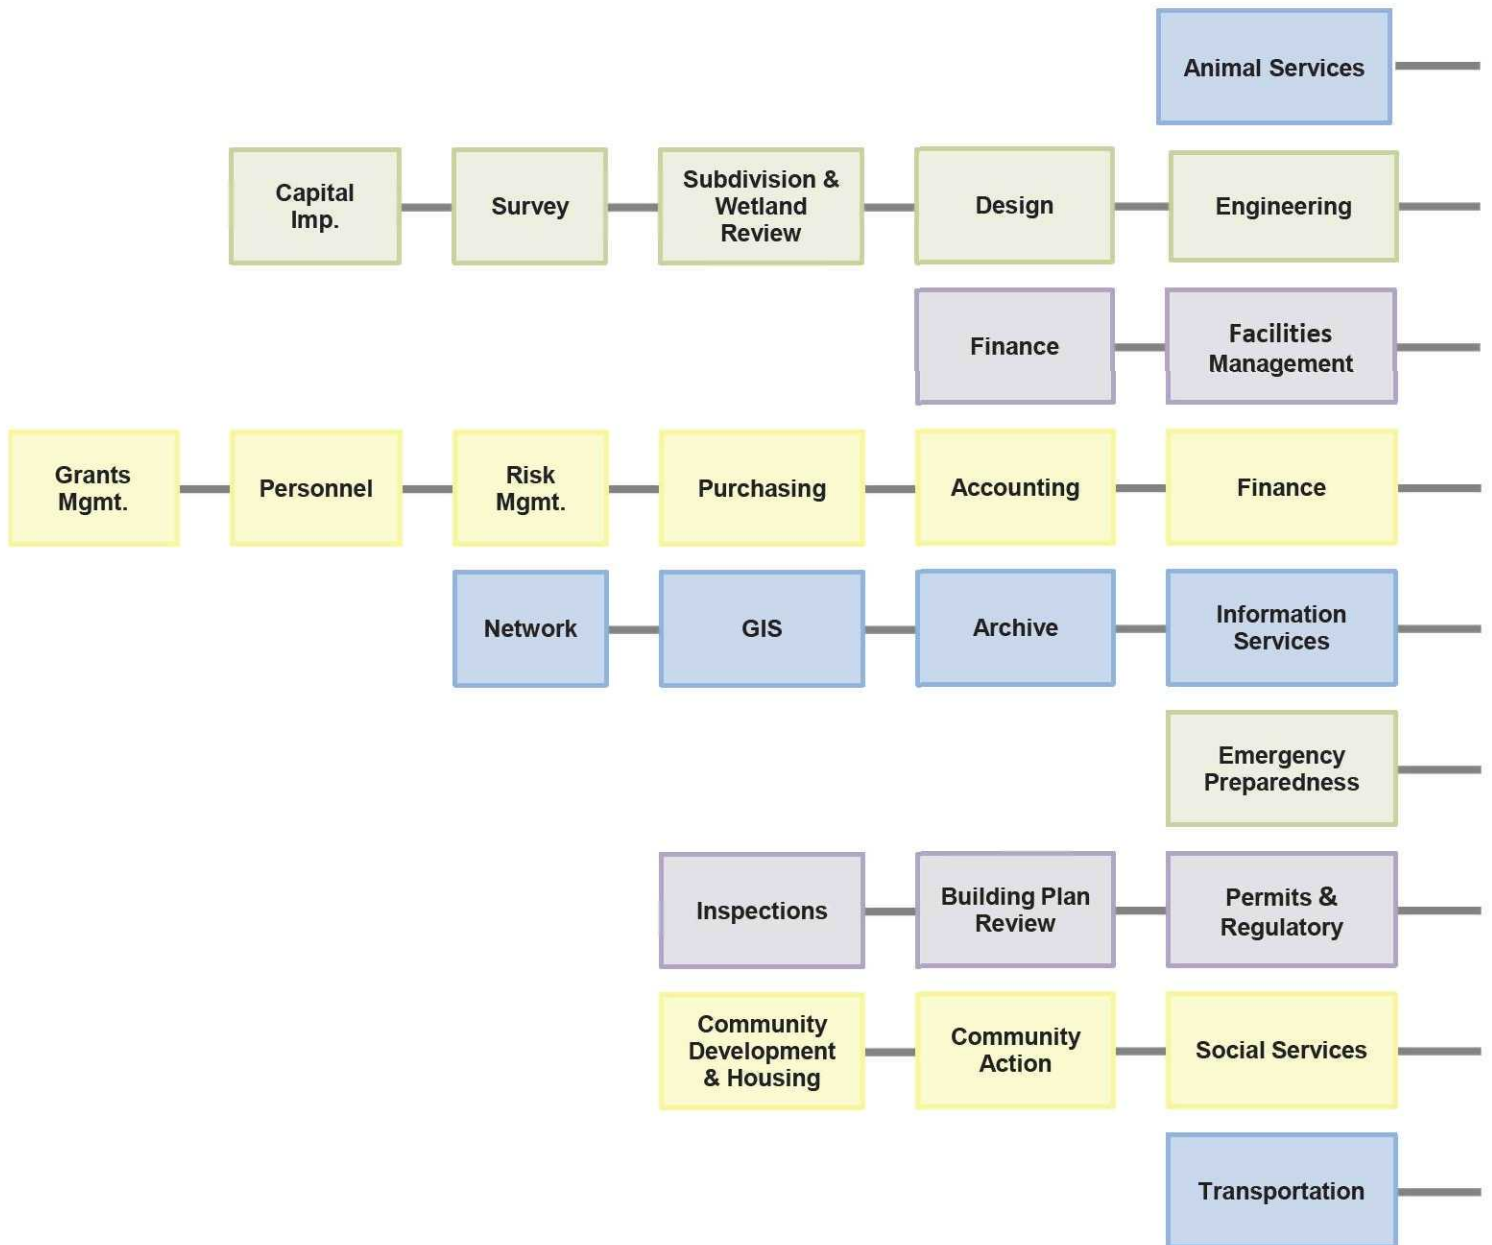 Animal Services
Capital
Imp.
Survey
Subdivision &
Wetland
Review
Design
Engineering
Finance
Facilities
Management
Grants
Mgmt.
Personnel
Risk
Mgmt.
Purchasing
Accounting
Finance
Network
GIS
Archive
Information
Services
Emergency
Preparedness
Inspections
Building Plan
Review
Permits &
Regulatory
Community
Development
& Housing
Community
Action
Social Services
Transportation